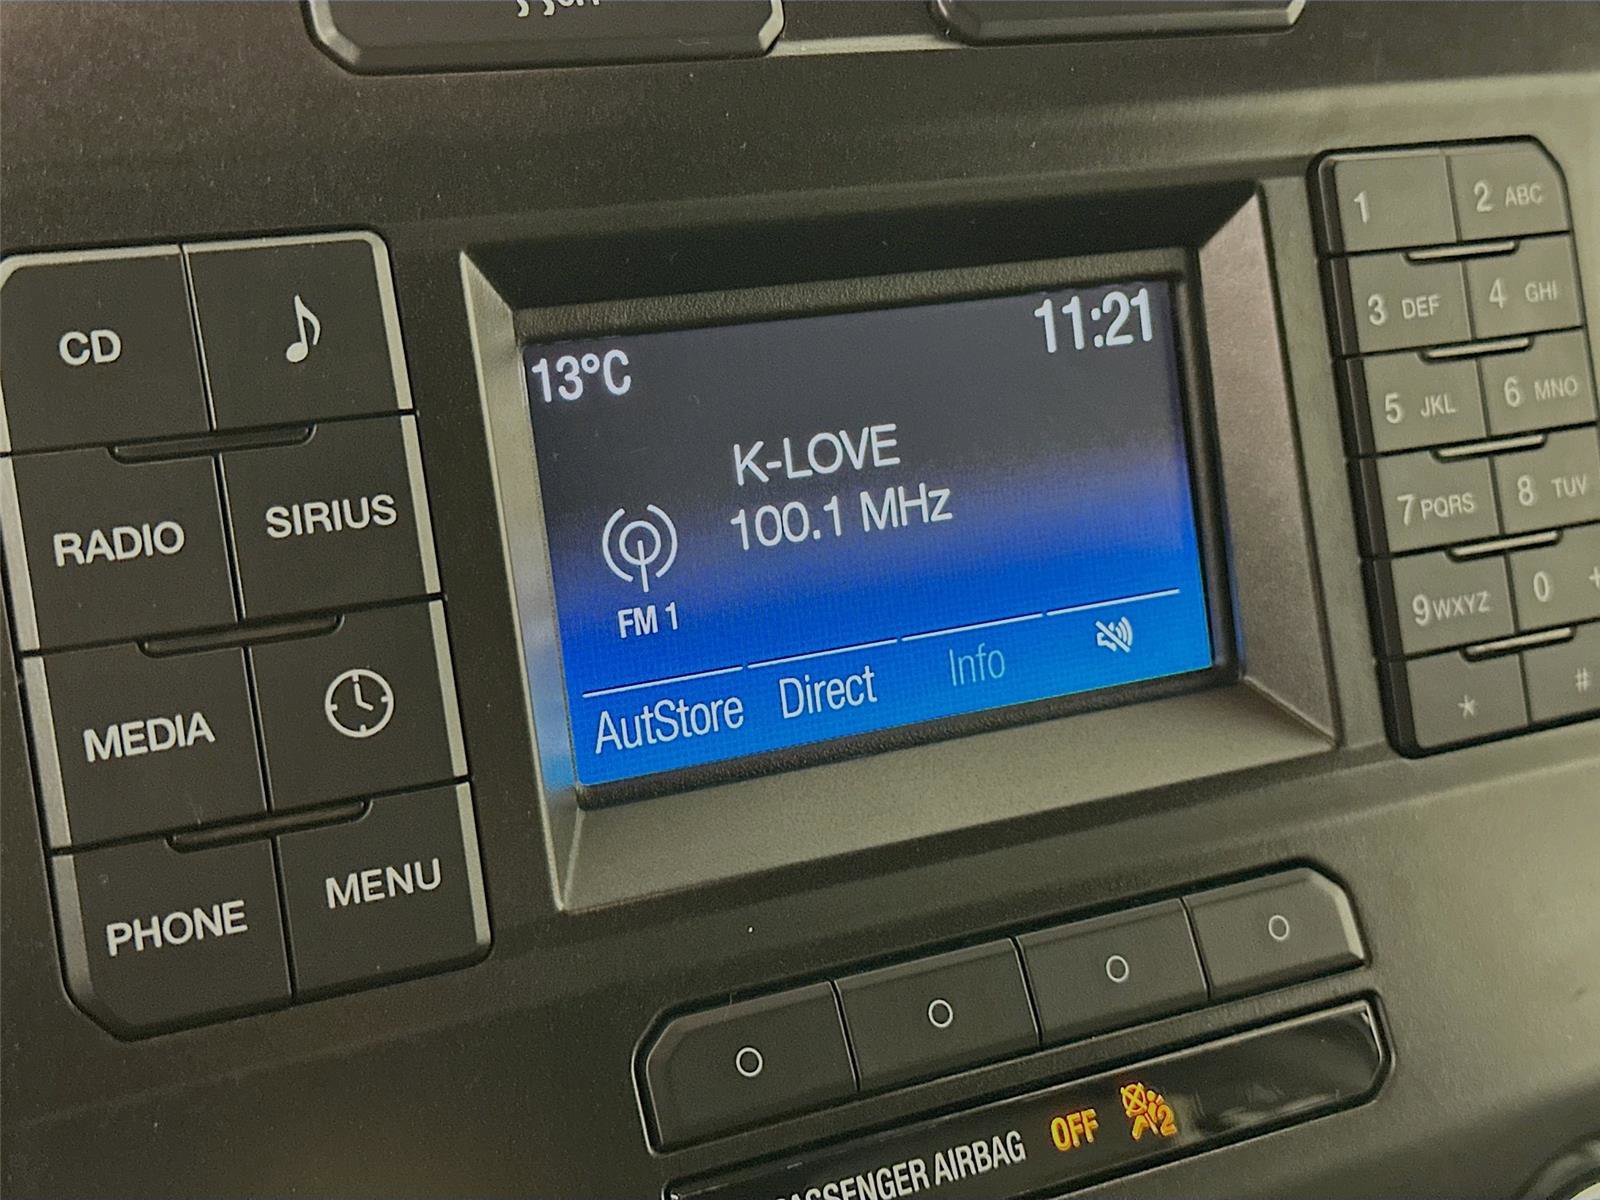 CD
RADIO
SIRIUS
MEDIA
PHONE
MENU
13°C
11:21
K-LOVE
100.1 MHz
FM 1
AutStore
Direct
Info
1
2 ABC
3 DEF
4 GHI
5 JKL
6 MNO
7 PQRS
8 TUV
9 WXYZ
0 +
*
#
PASSENGER AIRBAG OFF 2